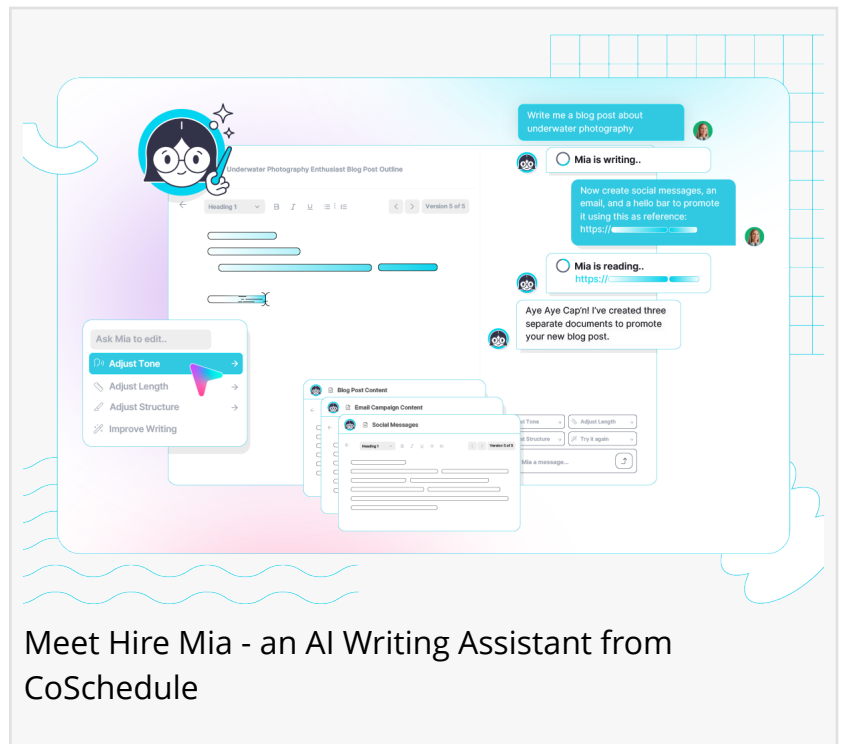 Write me a blog post about
underwater photography
Underwater Photography Enthusiast Blog Post Outline
Mia is writing..
Heading 1
B I U
Version 5 of 5
Now create social messages, an
email, and a hello bar to promote
it using this as reference:
https://
Mia is reading..
https://
Aye Aye Cap'n! I've created three
separate documents to promote
your new blog post.
Ask Mia to edit..
Adjust Tone
Adjust Length
Adjust Structure
Improve Writing
Blog Post Content
Email Campaign Content
Social Messages
Heading 1
B I U
Version 5 of 5
Tone
Adjust Length
Structure
Try it again
Mia a message...
Meet Hire Mia - an AI Writing Assistant from
CoSchedule